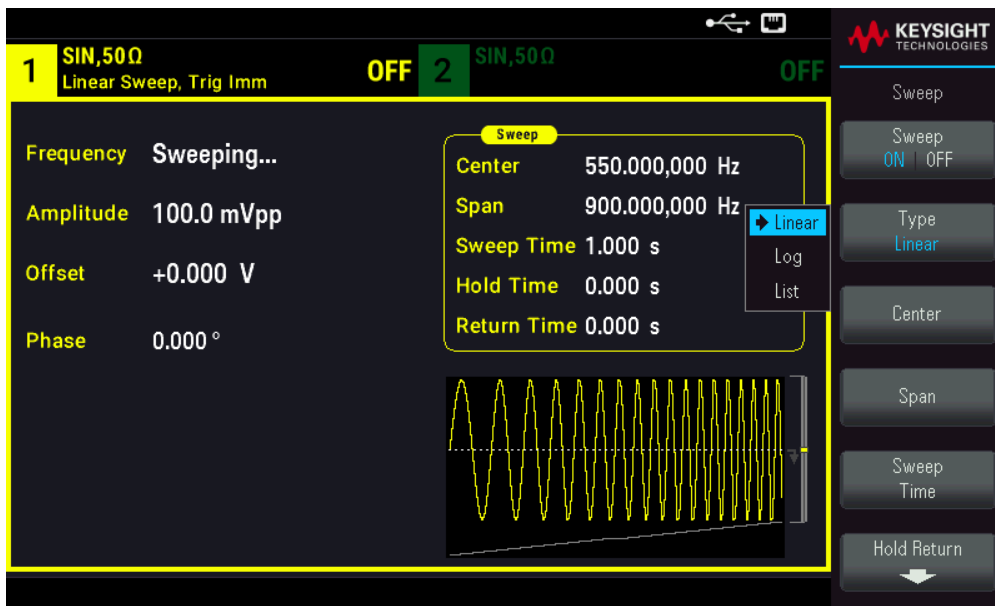 KEYSIGHT
TECHNOLOGIES
1 SIN,50Ω
Linear Sweep, Trig Imm
OFF
2 SIN,50Ω
OFF
Frequency Sweeping...
Amplitude 100.0 mVpp
Offset +0.000 V
Phase 0.000 °
Sweep
Center 550.000,000 Hz
Span 900.000,000 Hz
Sweep Time 1.000 s
Hold Time 0.000 s
Return Time 0.000 s
Linear
Log
List
Sweep
Sweep
ON | OFF
Type
Linear
Center
Span
Sweep
Time
Hold Return